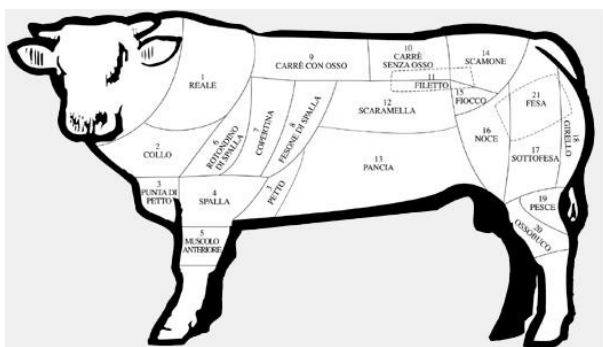 1
REALE
2
COLLO
3
PUNTA DI
PETTO
4
SPALLA
5
MUSCOLO
ANTERIORE
6
ROTONDINO
DI SPALLA
COPERTINA
8
FESONE DI SPALLA
PETTO
9
CARRÈ CON OSSO
10
CARRÈ
SENZA OSSO
11
FILETTO
12
SCARAMELLA
13
PANCIA
14
SCAMONE
15
FIOCCO
16
NOCE
17
SOTTOFESA
18
GIRELLO
19
PESCE
20
OSSOBUCO
21
FESA